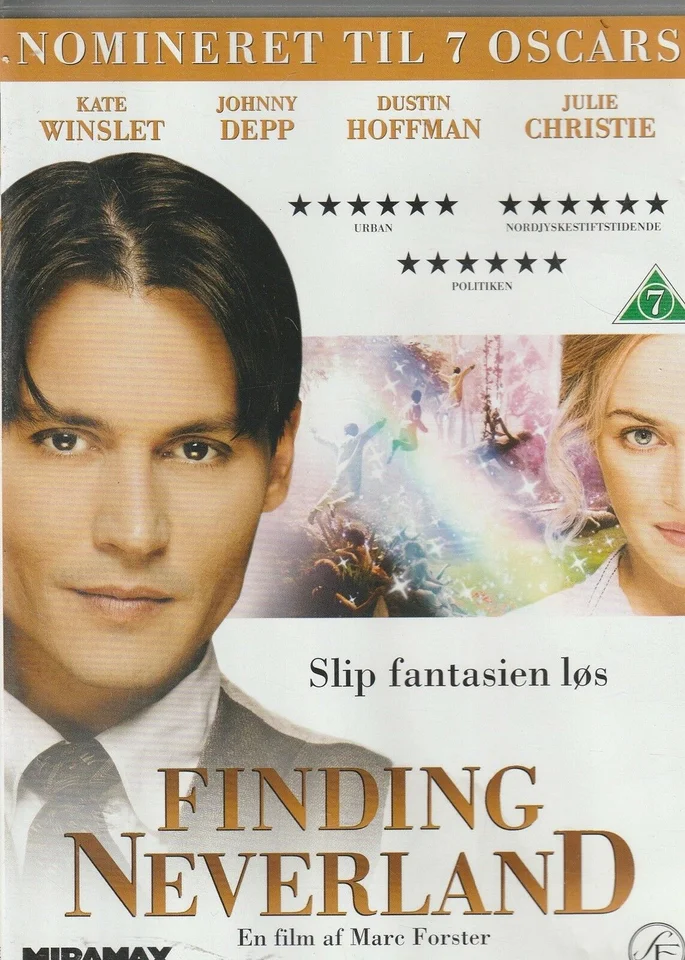 NOMINERET TIL 7 OSCARS
KATE WINSLET
JOHNNY DEPP
DUSTIN HOFFMAN
JULIE CHRISTIE
★★★★★★
URBAN
★★★★★★
NORDJYSKESTIFTSTIDENDE
★★★★★★
POLITIKEN
7
Slip fantasien løs
FINDING
NEVERLAND
En film af Marc Forster
MIRAMAX
SF